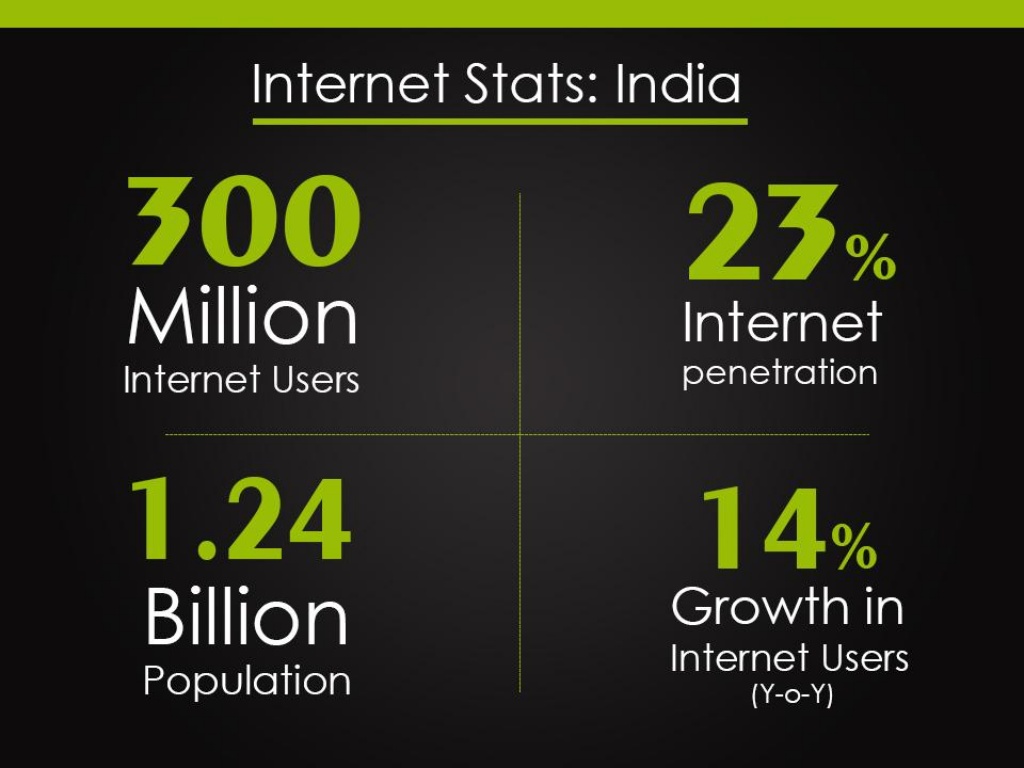 Internet Stats: India
300
Million
Internet Users
23%
Internet
penetration
1.24
Billion
Population
14%
Growth in
Internet Users
(Y-o-Y)